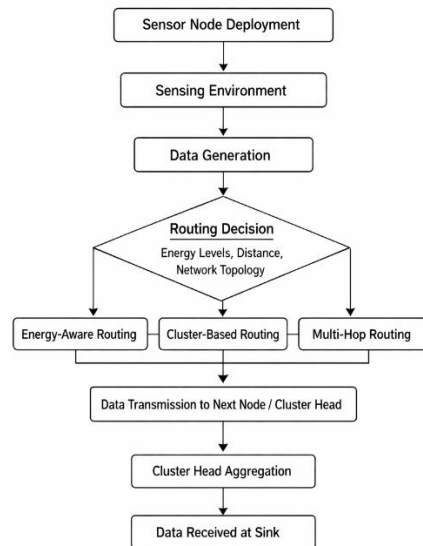 Sensor Node Deployment
Sensing Environment
Data Generation
Routing Decision
Energy Levels, Distance,
Network Topology
Energy-Aware Routing
Cluster-Based Routing
Multi-Hop Routing
Data Transmission to Next Node / Cluster Head
Cluster Head Aggregation
Data Received at Sink